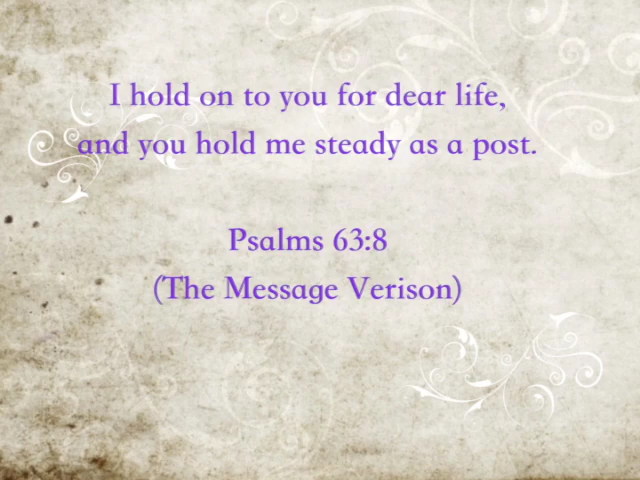 I hold on to you for dear life,
and you hold me steady as a post.
Psalms 63:8
(The Message Verison)